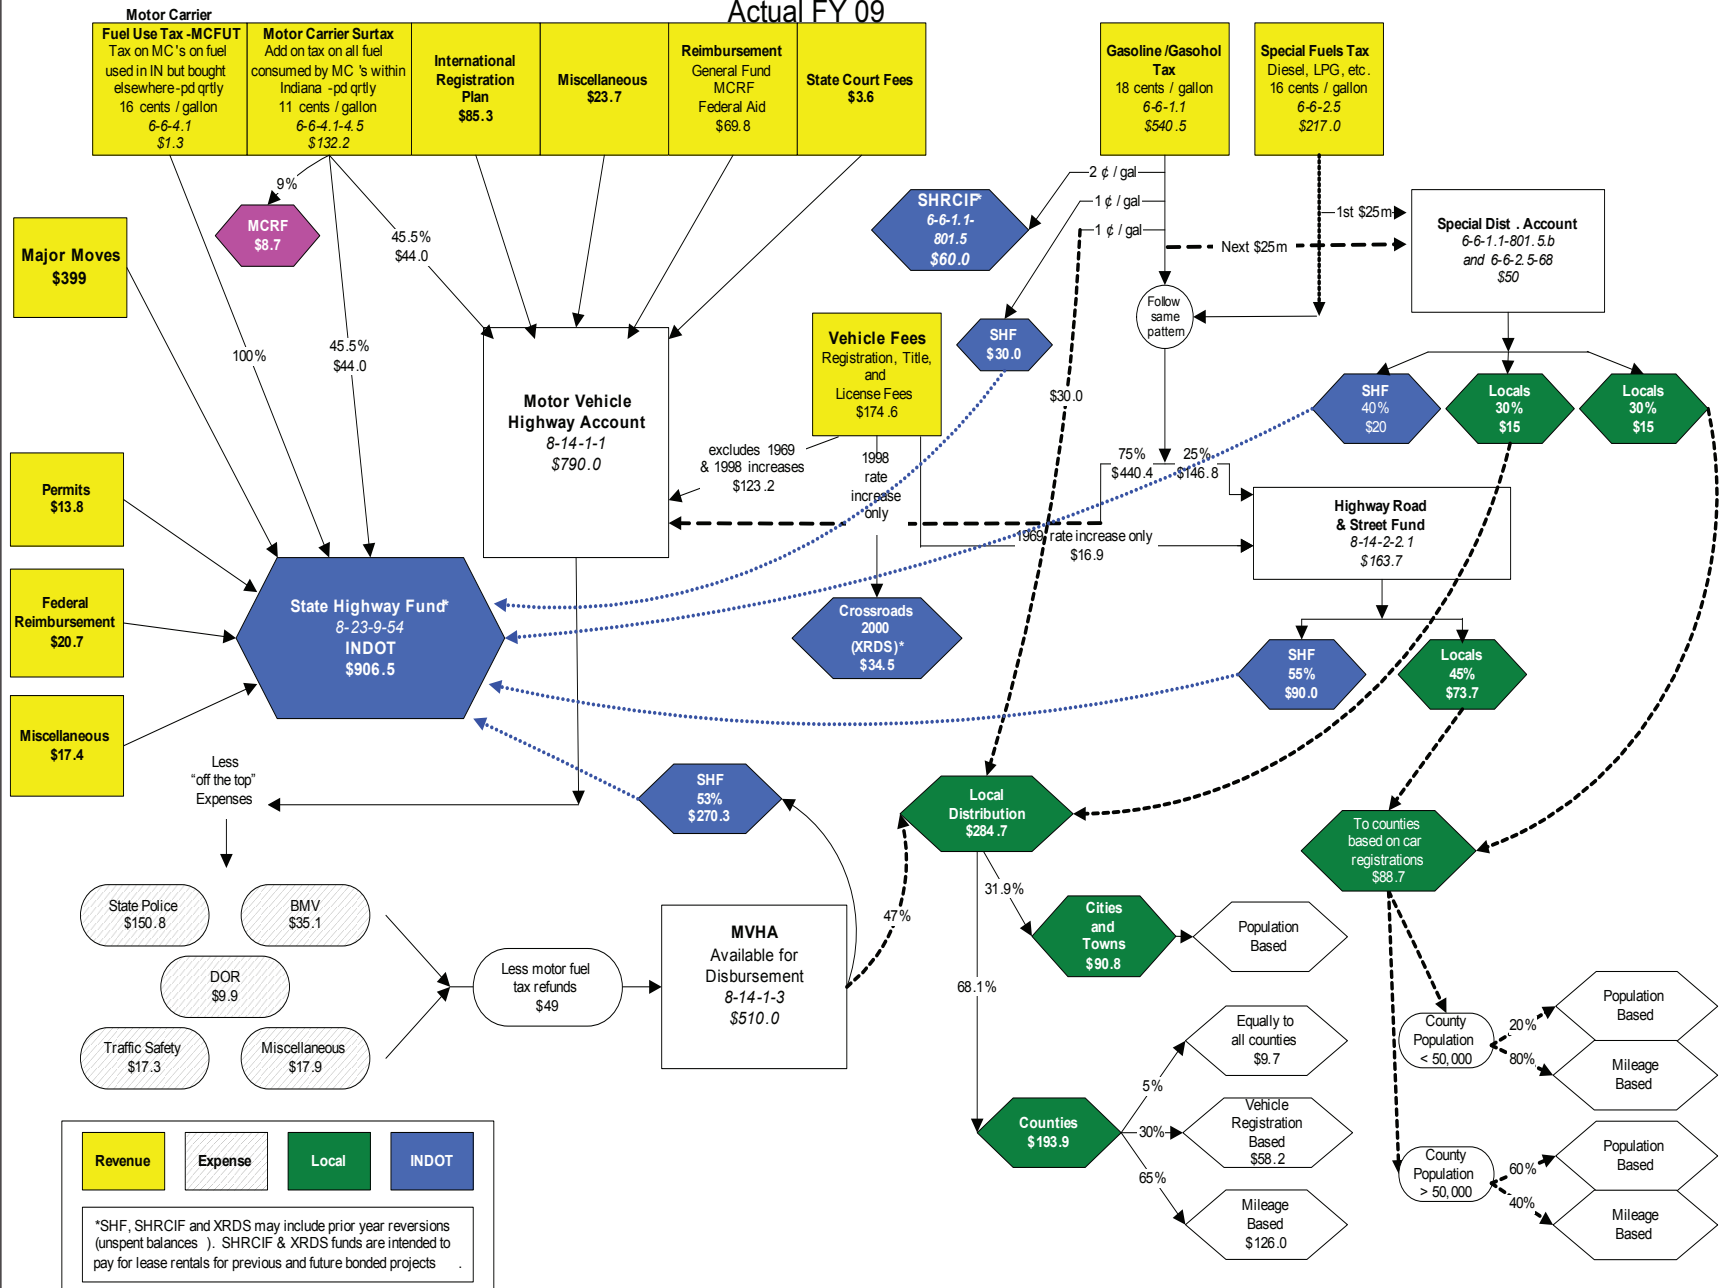 Actual FY 09
Motor Carrier
Fuel Use Tax -MCFUT
Tax on MC's on fuel
used in IN but bought
elsewhere-pd qrtly
16 cents / gallon
6-6-4.1
$1.3
Motor Carrier Surtax
Add on tax on all fuel
consumed by MC 's within
Indiana -pd qrtly
11 cents / gallon
6-6-4.1-4.5
$132.2
International
Registration
Plan
$85.3
Miscellaneous
$23.7
Reimbursement
General Fund
MCRF
Federal Aid
$69.8
State Court Fees
$3.6
Gasoline /Gasohol
Tax
18 cents / gallon
6-6-1.1
$540.5
Special Fuels Tax
Diesel, LPG, etc.
16 cents / gallon
6-6-2.5
$217.0
9%
MCRF
$8.7
45.5%
$44.0
100%
45.5%
$44.0
2 ¢ / gal
1 ¢ / gal
1 ¢ / gal
SHRCIF*
6-6-1.1-
801.5
$60.0
1st $25m
Next $25m
Special Dist . Account
6-6-1.1-801.5.b
and 6-6-2.5-68
$50
Follow
same
pattern
Major Moves
$399
SHF
$30.0
Vehicle Fees
Registration, Title,
and
License Fees
$174.6
$30.0
SHF
40%
$20
Locals
30%
$15
Locals
30%
$15
Motor Vehicle
Highway Account
8-14-1-1
$790.0
excludes 1969
& 1998 increases
$123.2
1998
rate
increase
only
75%
$440.4
25%
$146.8
1969 rate increase only
$16.9
Highway Road
& Street Fund
8-14-2-2.1
$163.7
Permits
$13.8
Federal
Reimbursement
$20.7
Miscellaneous
$17.4
State Highway Fund*
8-23-9-54
INDOT
$906.5
Crossroads
2000
(XRDS)*
$34.5
SHF
55%
$90.0
Locals
45%
$73.7
Less
“off the top”
Expenses
SHF
53%
$270.3
Local
Distribution
$284.7
To counties
based on car
registrations
$88.7
State Police
$150.8
BMV
$35.1
DOR
$9.9
Traffic Safety
$17.3
Miscellaneous
$17.9
Less motor fuel
tax refunds
$49
MVHA
Available for
Disbursement
8-14-1-3
$510.0
47%
31.9%
Cities
and
Towns
$90.8
Population
Based
68.1%
Counties
$193.9
5%
30%
65%
Equally to
all counties
$9.7
Vehicle
Registration
Based
$58.2
Mileage
Based
$126.0
County
Population
< 50,000
20%
80%
Population
Based
Mileage
Based
County
Population
> 50,000
60%
40%
Population
Based
Mileage
Based
Revenue
Expense
Local
INDOT
*SHF, SHRCIF and XRDS may include prior year reversions
(unspent balances ). SHRCIF & XRDS funds are intended to
pay for lease rentals for previous and future bonded projects .